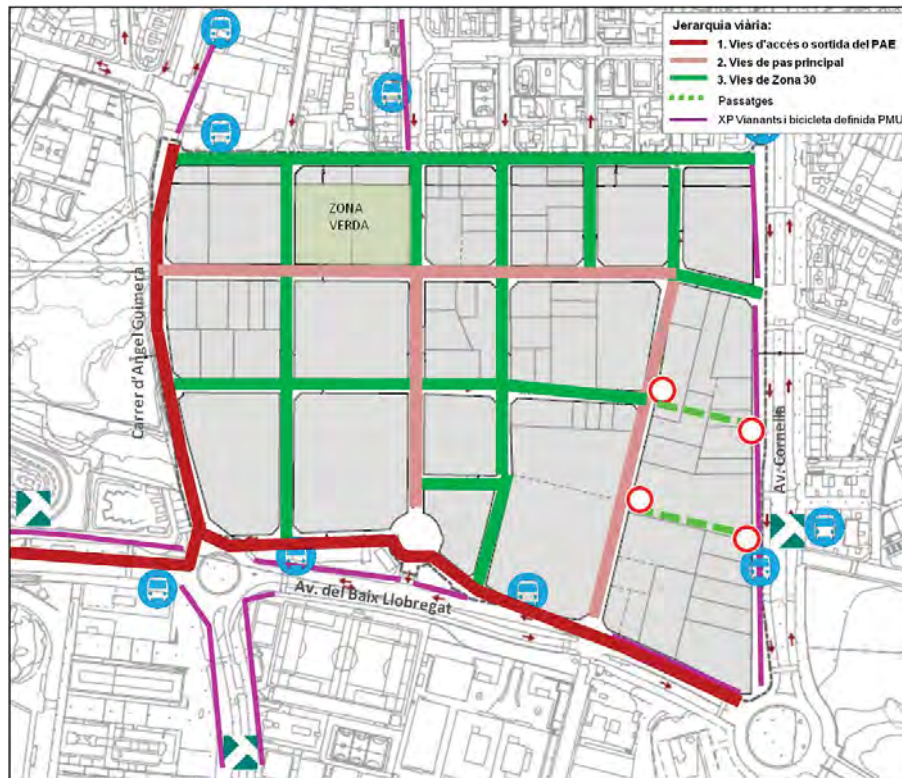 Jerarquia viària:
1. Vies d'accés o sortida del PAE
2. Vies de pas principal
3. Vies de Zona 30
Passatges
XP Vianants i bicicleta definida PMU
ZONA
VERDA
Carrer d'Àngel Guimerà
Av. Cornellà
Av. del Baix Llobregat